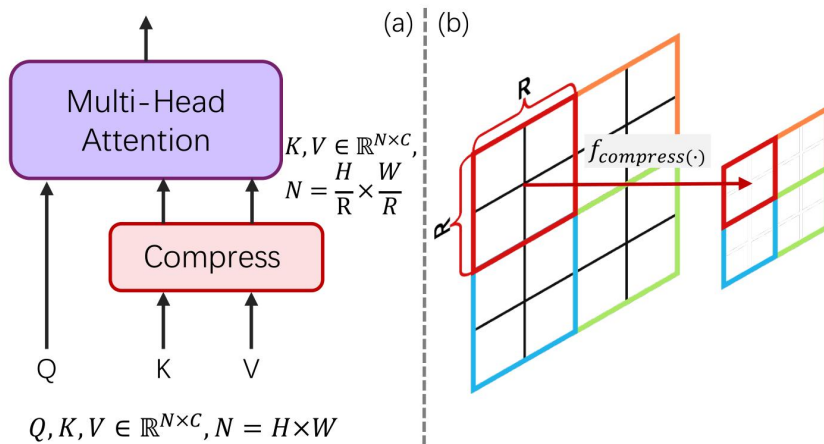 (a)
Multi-Head
Attention
K, V ∈ ℝ^{N×C},
N = H/R × W/R
Compress
Q K V
Q, K, V ∈ ℝ^{N×C}, N = H×W
(b)
R
R
f_{compress(·)}